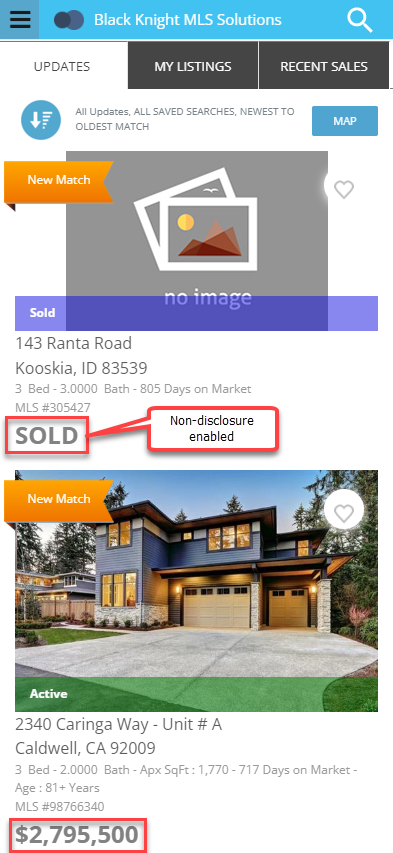 Black Knight MLS Solutions
UPDATES
MY LISTINGS
RECENT SALES
All Updates, ALL SAVED SEARCHES, NEWEST TO
OLDEST MATCH
MAP
New Match
no image
Sold
143 Ranta Road
Kooskia, ID 83539
3 Bed - 3.0000 Bath - 805 Days on Market
MLS #305427
SOLD
Non-disclosure
enabled
New Match
Active
2340 Caringa Way - Unit # A
Caldwell, CA 92009
3 Bed - 2.0000 Bath - Apx SqFt : 1,770 - 717 Days on Market -
Age : 81+ Years
MLS #98766340
$2,795,500